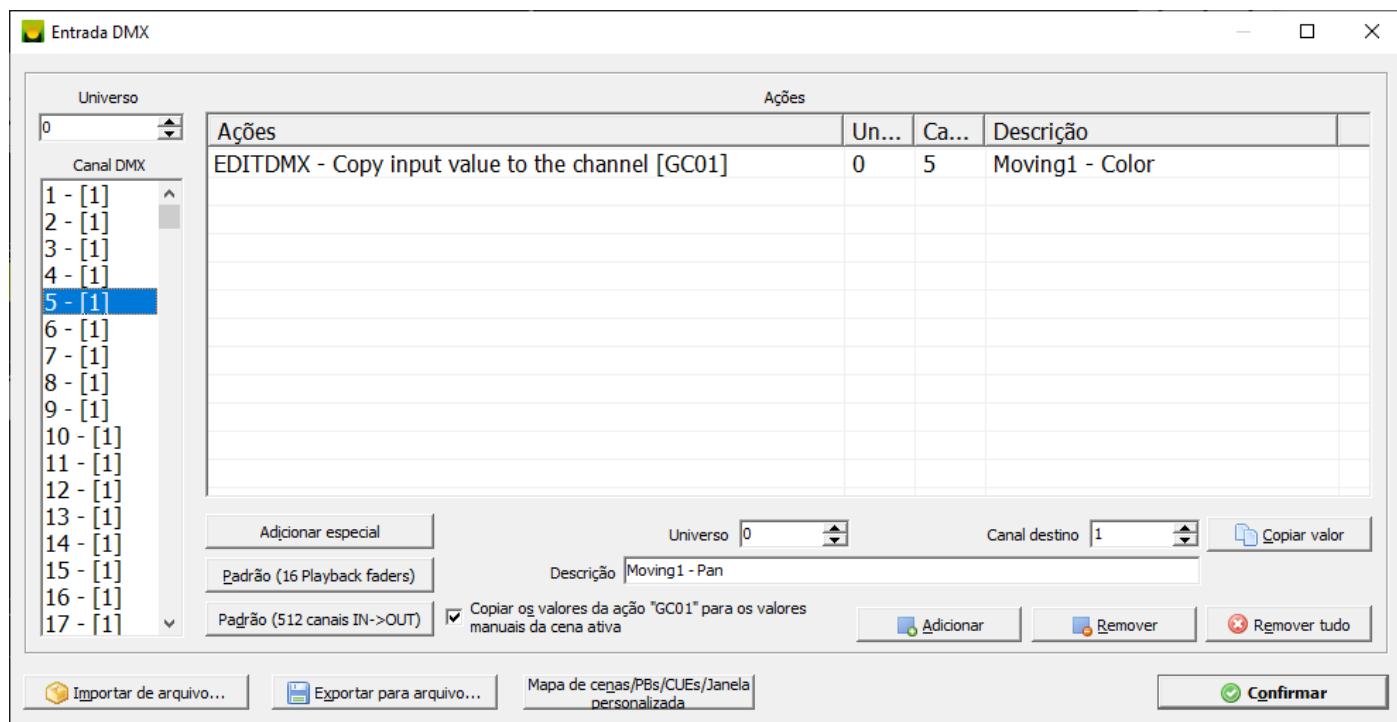 Entrada DMX
Universo
0
Canal DMX
1 - [1]
2 - [1]
3 - [1]
4 - [1]
5 - [1]
6 - [1]
7 - [1]
8 - [1]
9 - [1]
10 - [1]
11 - [1]
12 - [1]
13 - [1]
14 - [1]
15 - [1]
16 - [1]
17 - [1]
Ações
Ações Un... Ca... Descrição
EDITDMX - Copy input value to the channel [GC01] 0 5 Moving1 - Color
Adicionar especial
Universo 0
Canal destino 1
Copiar valor
Padrão (16 Playback faders)
Descrição Moving1 - Pan
Padrão (512 canais IN->OUT)
Copiar os valores da ação "GC01" para os valores
manuais da cena ativa
Adicionar
Remover
Remover tudo
Importar de arquivo...
Exportar para arquivo...
Mapa de cenas/PBs/CUEs/Janela
personalizada
Confirmar